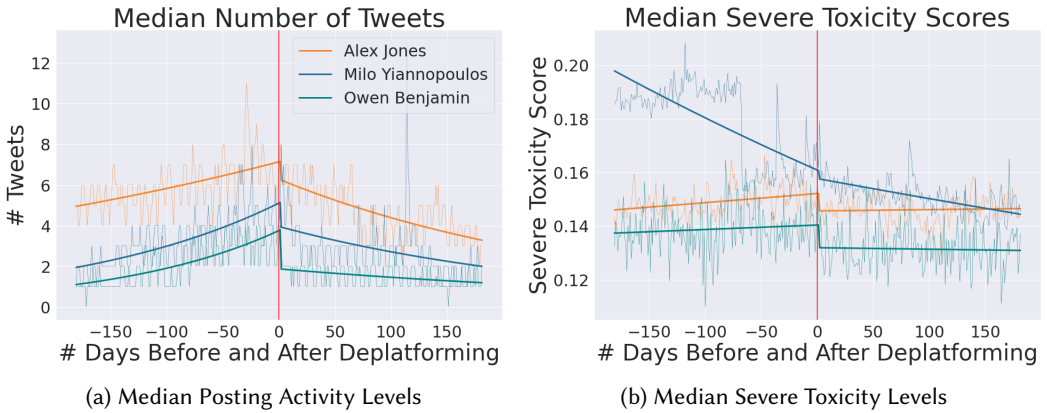 Median Number of Tweets
# Tweets
12
10
8
6
4
2
0
Alex Jones
Milo Yiannopoulos
Owen Benjamin
−150 −100 −50 0 50 100 150
# Days Before and After Deplatforming
(a) Median Posting Activity Levels
Median Severe Toxicity Scores
Severe Toxicity Score
0.20
0.18
0.16
0.14
0.12
−150 −100 −50 0 50 100 150
# Days Before and After Deplatforming
(b) Median Severe Toxicity Levels